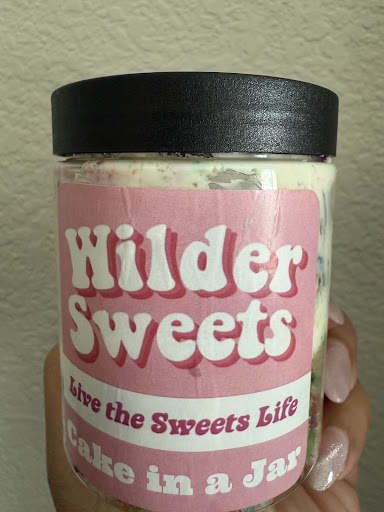 Wilder
Sweets
Live the Sweets Life
Cake in a Jar